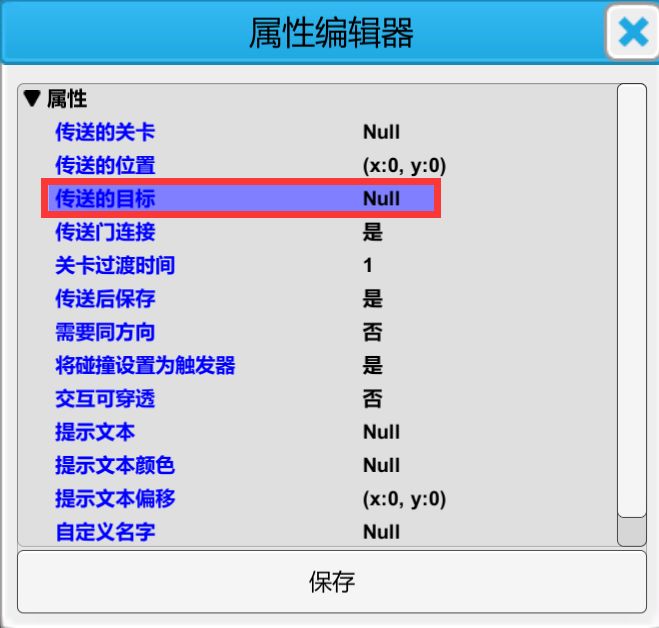 属性编辑器
▼ 属性
传送的关卡 Null
传送的位置 (x:0, y:0)
传送的目标 Null
传送门连接 是
关卡过渡时间 1
传送后保存 是
需要同方向 否
将碰撞设置为触发器 是
交互可穿透 否
提示文本 Null
提示文本颜色 Null
提示文本偏移 (x:0, y:0)
自定义名字 Null
保存